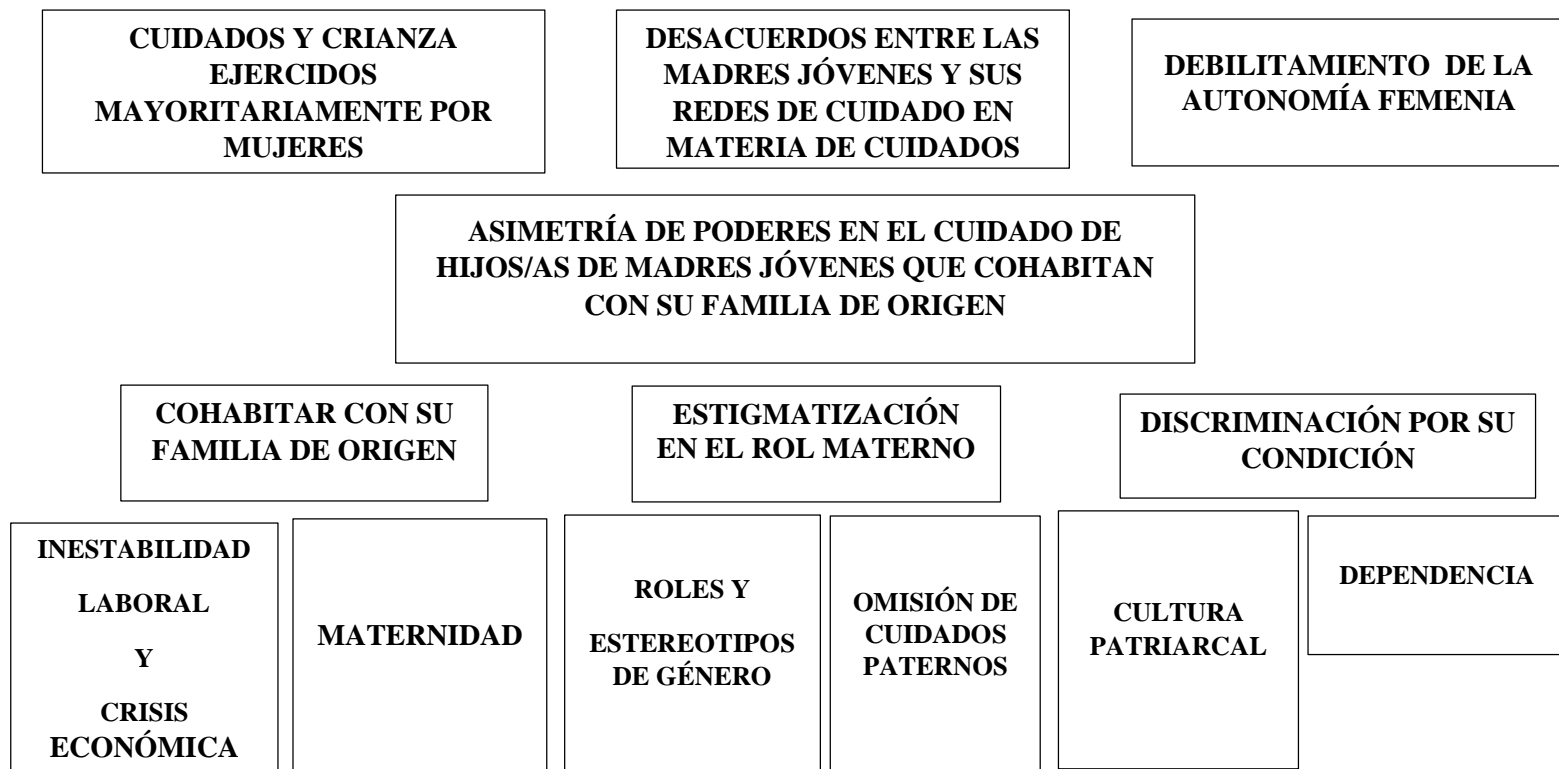 CUIDADOS Y CRIANZA
EJERCIDOS
MAYORITARIAMENTE POR
MUJERES
DESACUERDOS ENTRE LAS
MADRES JÓVENES Y SUS
REDES DE CUIDADO EN
MATERIA DE CUIDADOS
DEBILITAMIENTO DE LA
AUTONOMÍA FEMENIA
ASIMETRÍA DE PODERES EN EL CUIDADO DE
HIJOS/AS DE MADRES JÓVENES QUE COHABITAN
CON SU FAMILIA DE ORIGEN
COHABITAR CON SU
FAMILIA DE ORIGEN
ESTIGMATIZACIÓN
EN EL ROL MATERNO
DISCRIMINACIÓN POR SU
CONDICIÓN
INESTABILIDAD
LABORAL
Y
CRISIS
ECONÓMICA
MATERNIDAD
ROLES Y
ESTEREOTIPOS
DE GÉNERO
OMISIÓN DE
CUIDADOS
PATERNOS
CULTURA
PATRIARCAL
DEPENDENCIA